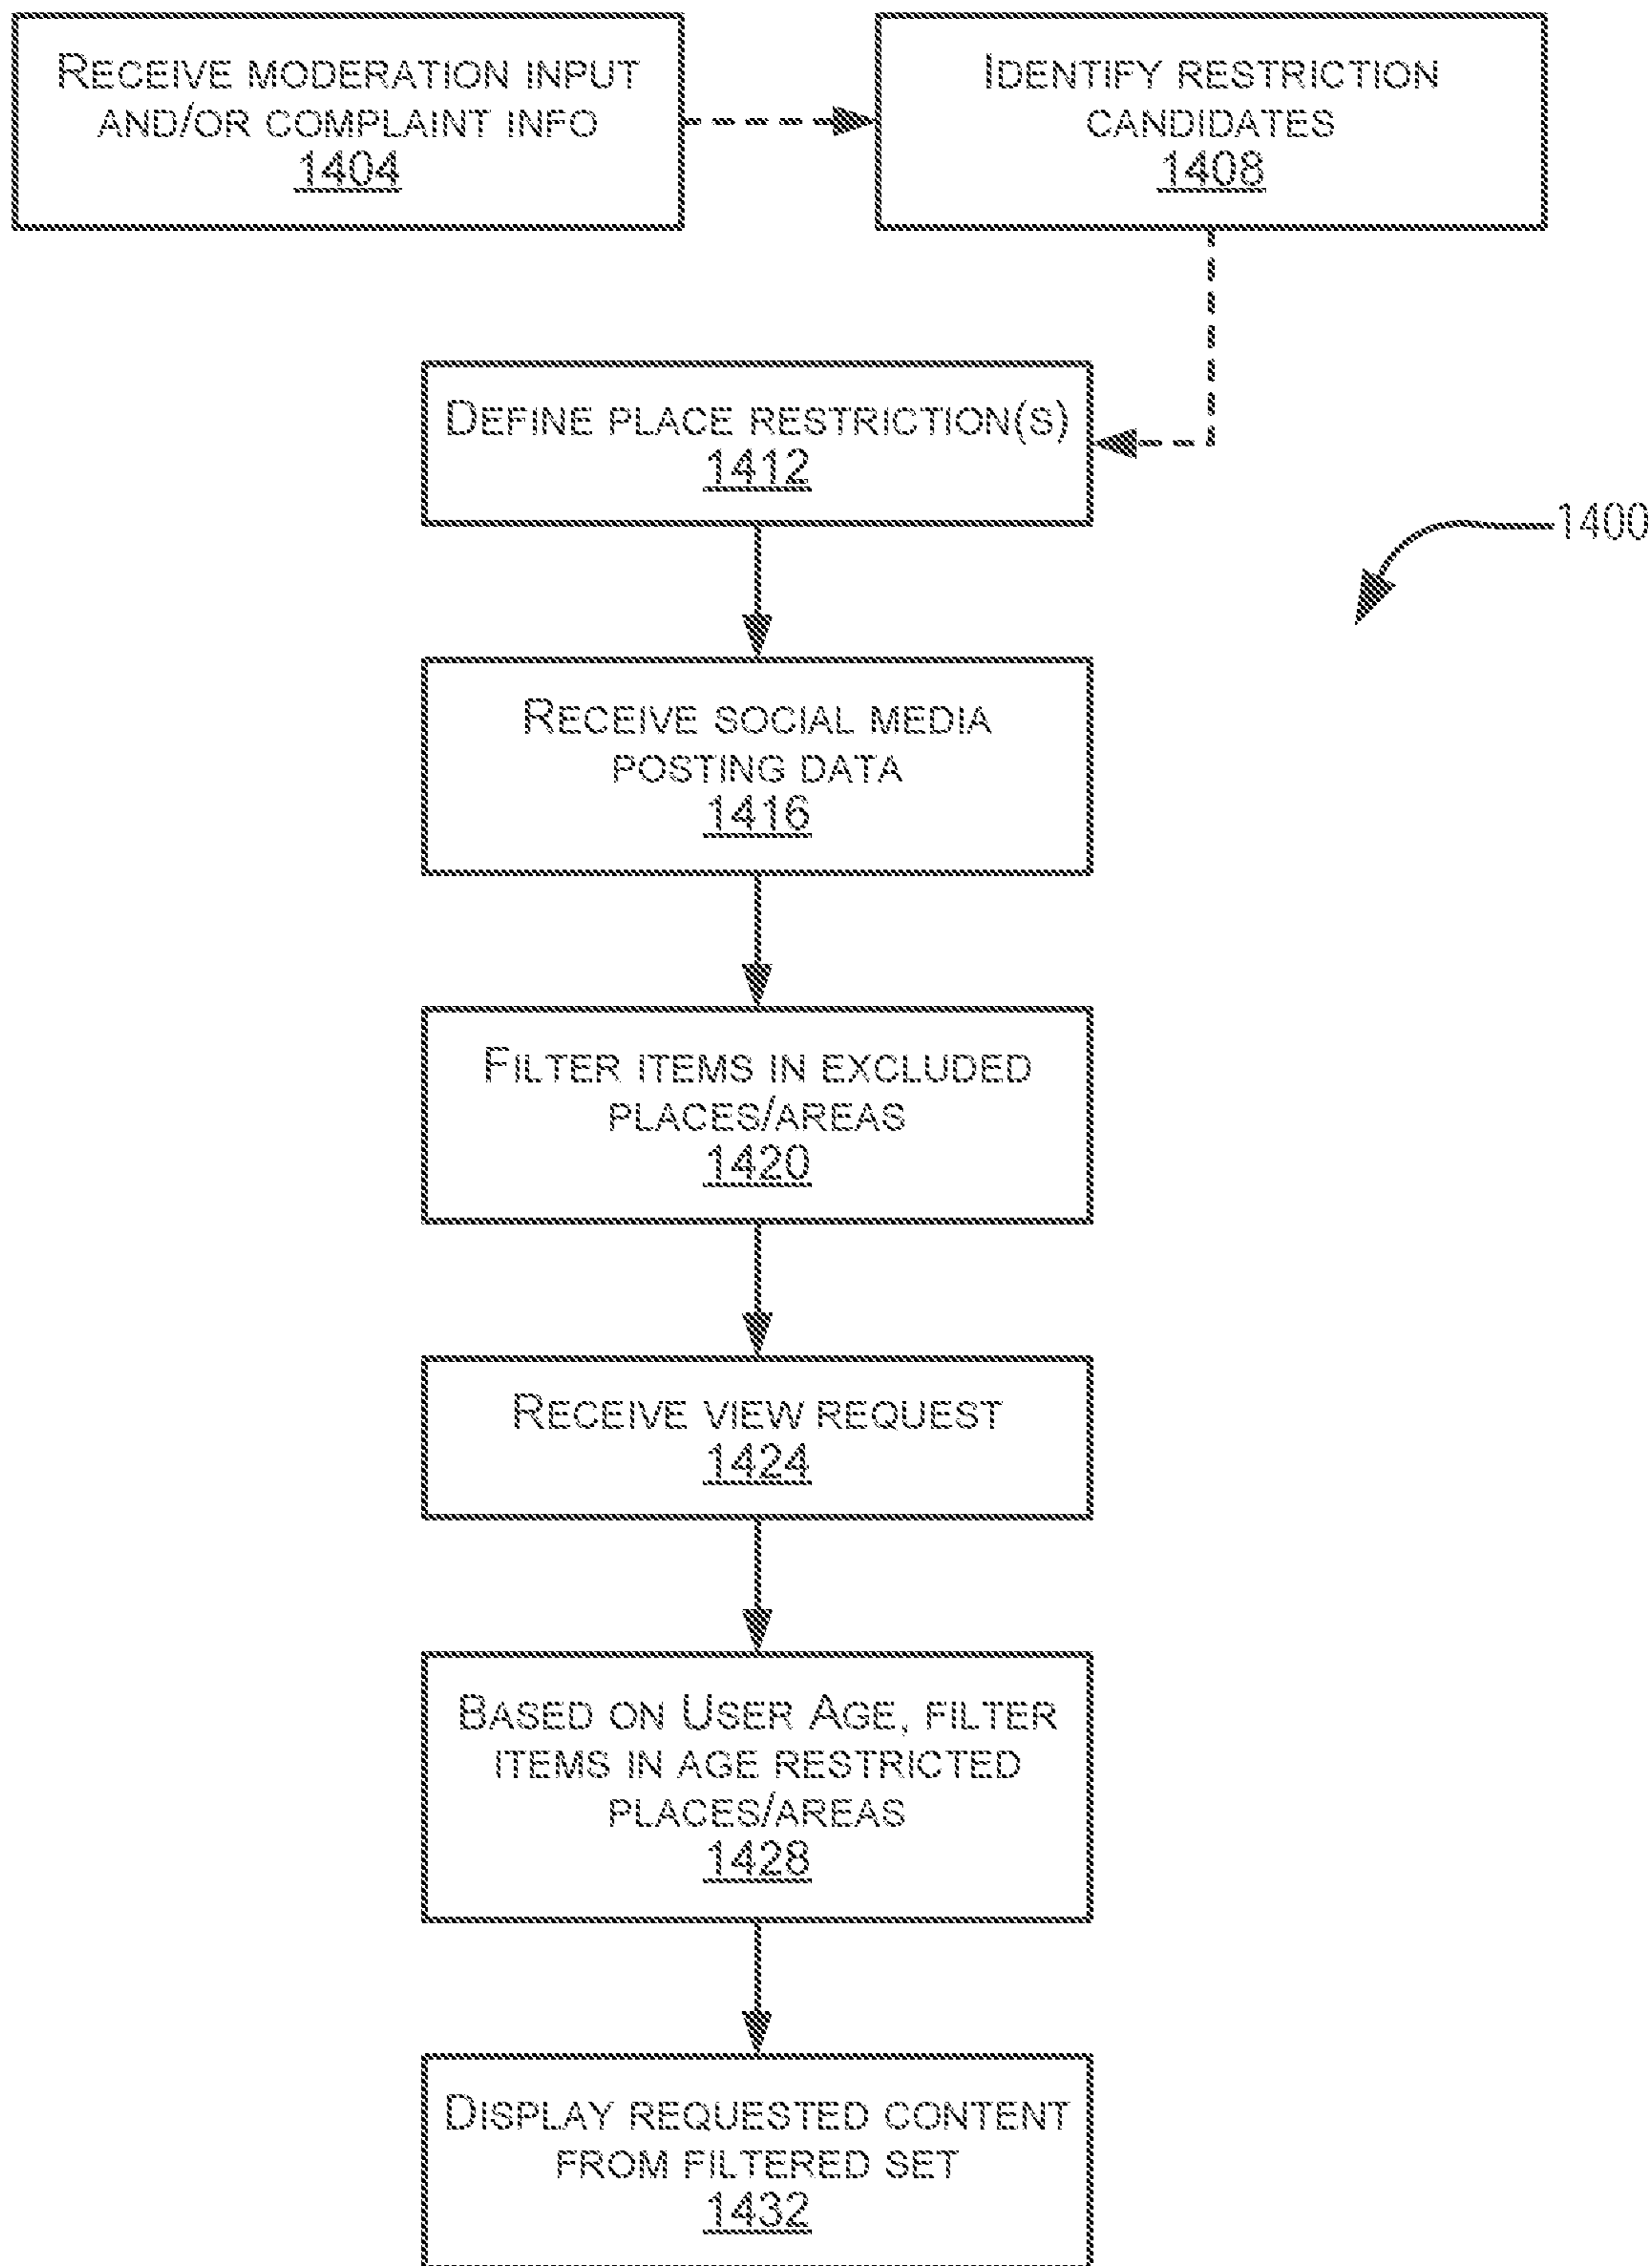 RECEIVE MODERATION INPUT
AND/OR COMPLAINT INFO
1404
IDENTIFY RESTRICTION
CANDIDATES
1408
DEFINE PLACE RESTRICTION(S)
1412
1400
RECEIVE SOCIAL MEDIA
POSTING DATA
1416
FILTER ITEMS IN EXCLUDED
PLACES/AREAS
1420
RECEIVE VIEW REQUEST
1424
BASED ON USER AGE, FILTER
ITEMS IN AGE RESTRICTED
PLACES/AREAS
1428
DISPLAY REQUESTED CONTENT
FROM FILTERED SET
1432